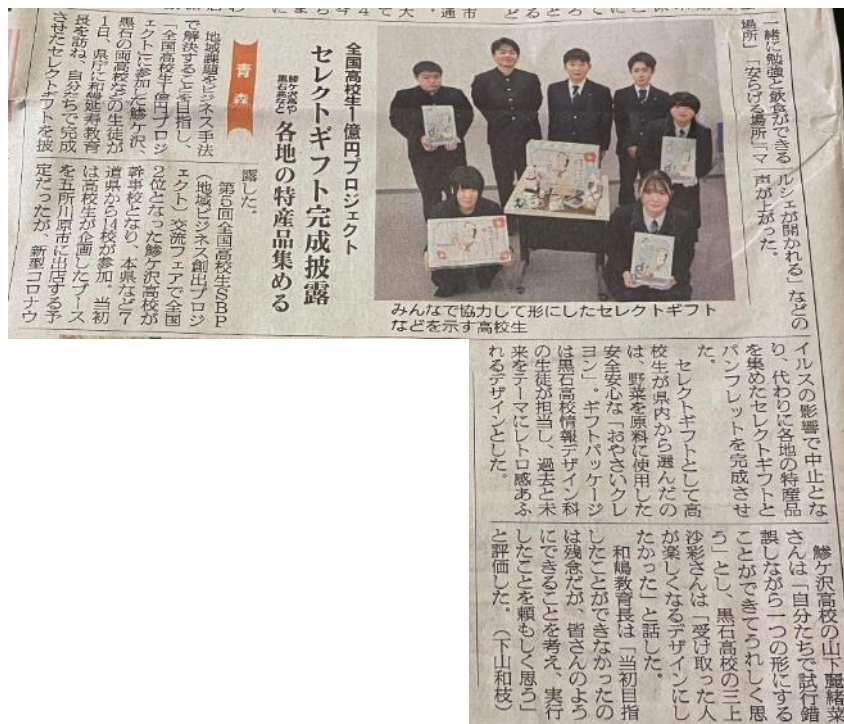 一緒に勉強と飲食ができる
場所」「安らげる場所」「マ
ルシェが開かれる」などの
声が上がった。
全国高校生1億円プロジェクト
セレクトギフト完成披露
鯵ケ沢高や
黒石高など
各地の特産品集める
青森
みんなで協力して形にしたセレクトギフト
などを示す高校生
地域課題をビジネス手法
で解決することを目指し、
「全国高校生1億円プロジ
ェクト」に参加した鯵ケ沢、
黒石の両高校などの生徒が
1日、県庁に和嶋延寿教育
長を訪ね、自分たちで完成
させたセレクトギフトを披
露した。
第5回全国高校生SBP
(地域ビジネス創出プロジ
ェクト)交流フェアで全国
2位となった鯵ケ沢高校が
幹事校となり、本県など7
道県から14校が参加。当初
は高校生が企画したブース
を五所川原市に出店する予
定だったが、新型コロナウ
イルスの影響で中止とな
り、代わりに各地の特産品
を集めたセレクトギフトと
パンフレットを完成させ
た。
セレクトギフトとして高
校生が県内から選んだの
は、野菜を原料に使用した
安全安心な「おやさいクレ
ヨン」。ギフトパッケージ
は黒石高校情報デザイン科
の生徒が担当し、過去と未
来をテーマにレトロ感あふ
れるデザインとした。
鯵ケ沢高校の山下麗緒菜
さんは「自分たちで試行錯
誤しながら一つの形にする
ことができてうれしく思
う」とし、黒石高校の三上
沙彩さんは「受け取った人
が楽しくなるデザインにし
たかった」と話した。
和嶋教育長は「当初目指
したことができなかったの
は残念だが、皆さんのよう
にできることを考え、実行
したことを頼もしく思う」
と評価した。(下山和枝)